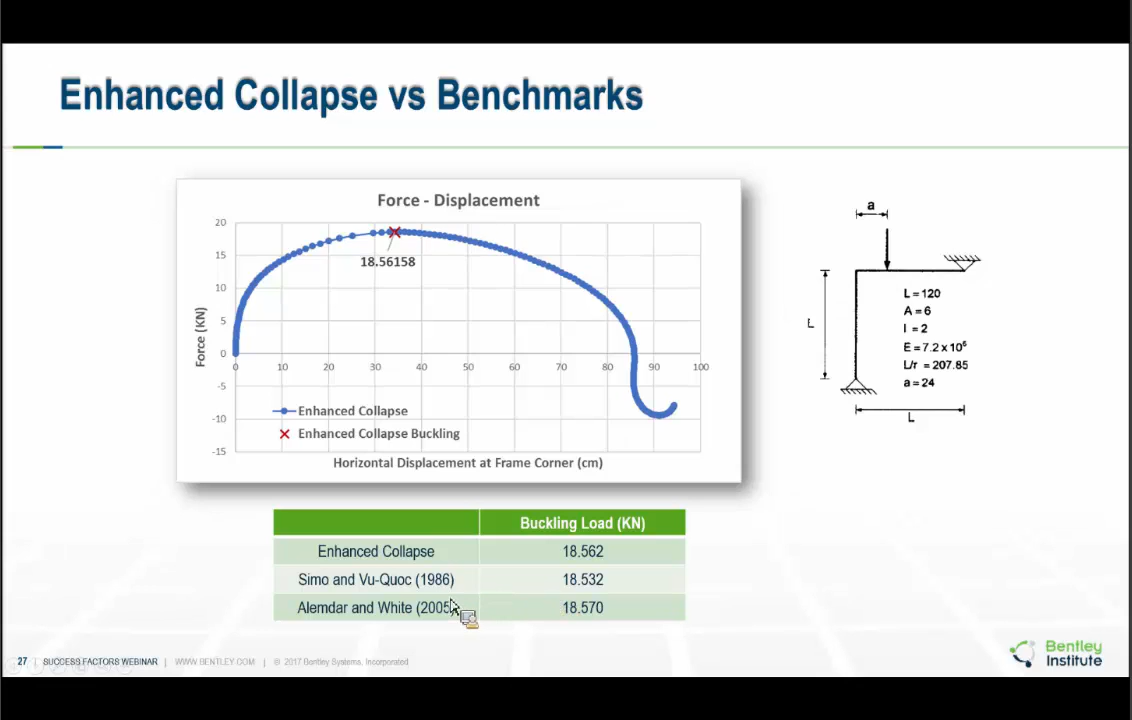 Enhanced Collapse vs Benchmarks
Force - Displacement
20
15
10
5
0
-5
-10
-15
0 10 20 30 40 50 60 70 80 90 100
18.56158
Force (KN)
Enhanced Collapse
Enhanced Collapse Buckling
Horizontal Displacement at Frame Corner (cm)
a
L
L = 120
A = 6
I = 2
E = 7.2 x 10⁶
L/r = 207.85
a = 24
L
Buckling Load (KN)
Enhanced Collapse 18.562
Simo and Vu-Quoc (1986) 18.532
Alemdar and White (2005) 18.570
27 | SUCCESS FACTORS WEBINAR | WWW.BENTLEY.COM | © 2017 Bentley Systems, Incorporated
Bentley
Institute